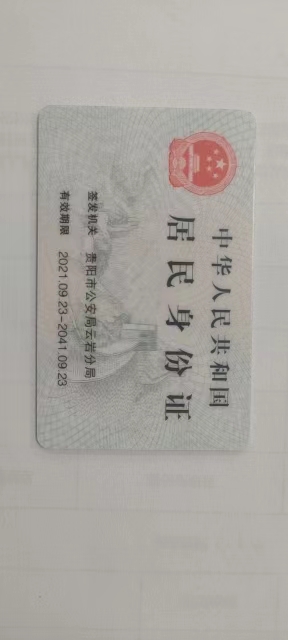 中华人民共和国
居民身份证
签发机关 贵阳市公安局云岩分局
有效期限 2021.09.23-2041.09.23